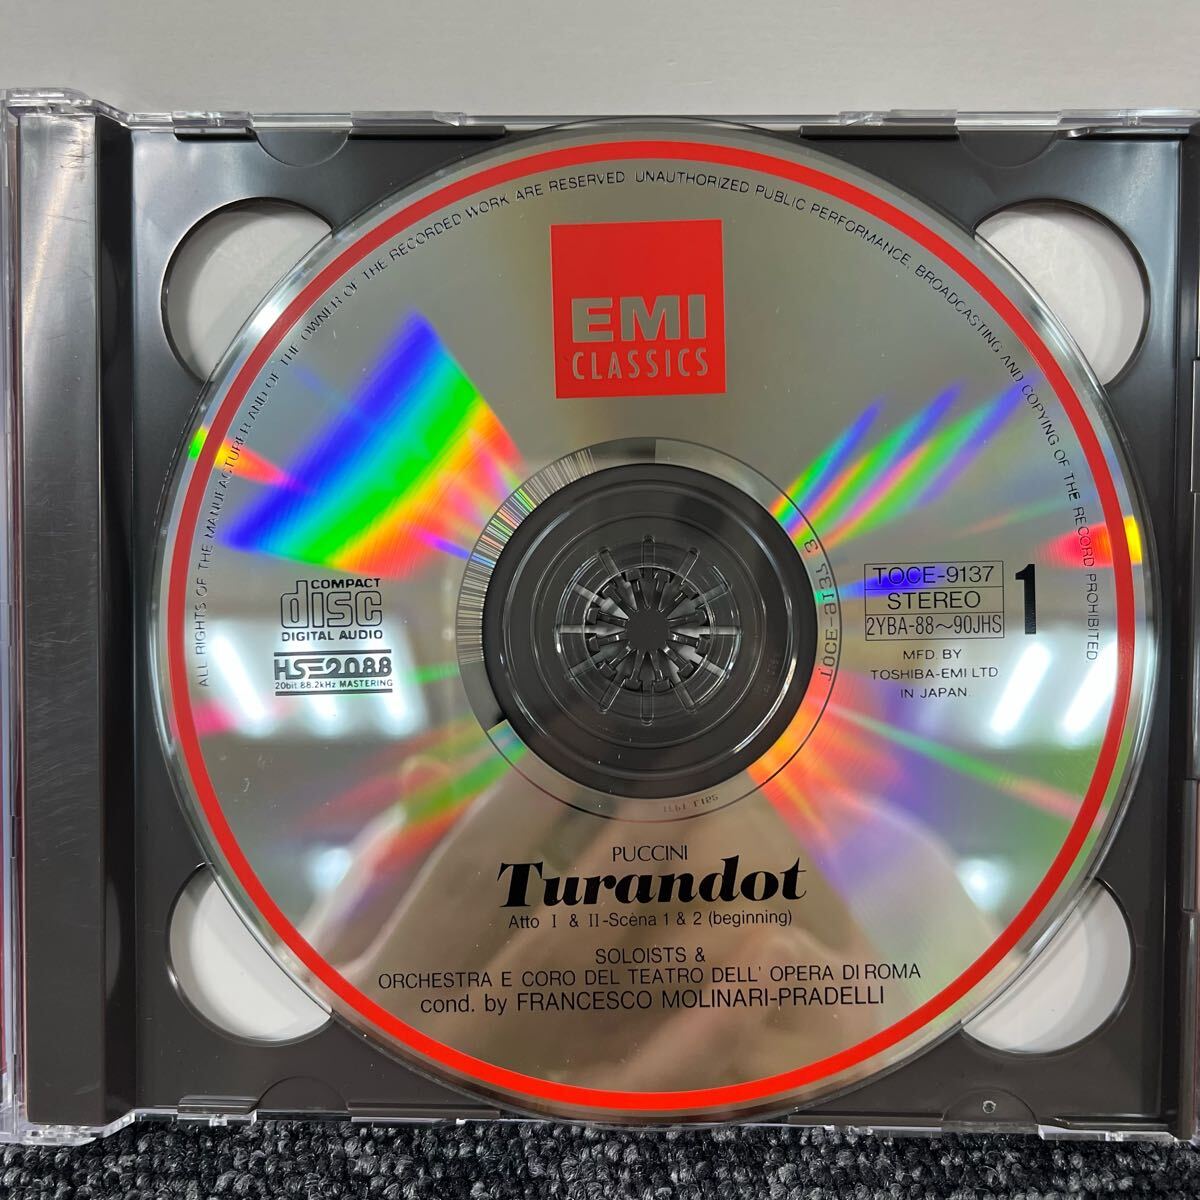 ALL RIGHTS OF THE MANUFACTURER AND OF THE OWNER OF THE RECORDED WORK ARE RESERVED UNAUTHORIZED PUBLIC PERFORMANCE, BROADCASTING AND COPYING OF THE RECORD PROHIBITED
EMI
CLASSICS
COMPACT
disc
DIGITAL AUDIO
HS=2088
20bit 88.2kHz MASTERING
TOCE-9137
STEREO
2YBA-88〜90JHS
1
MFD. BY
TOSHIBA-EMI LTD
IN JAPAN.
PUCCINI
Turandot
Atto I & II-Scèna 1 & 2 (beginning)
SOLOISTS &
ORCHESTRA E CORO DEL TEATRO DELL' OPERA DI ROMA
cond. by FRANCESCO MOLINARI-PRADELLI